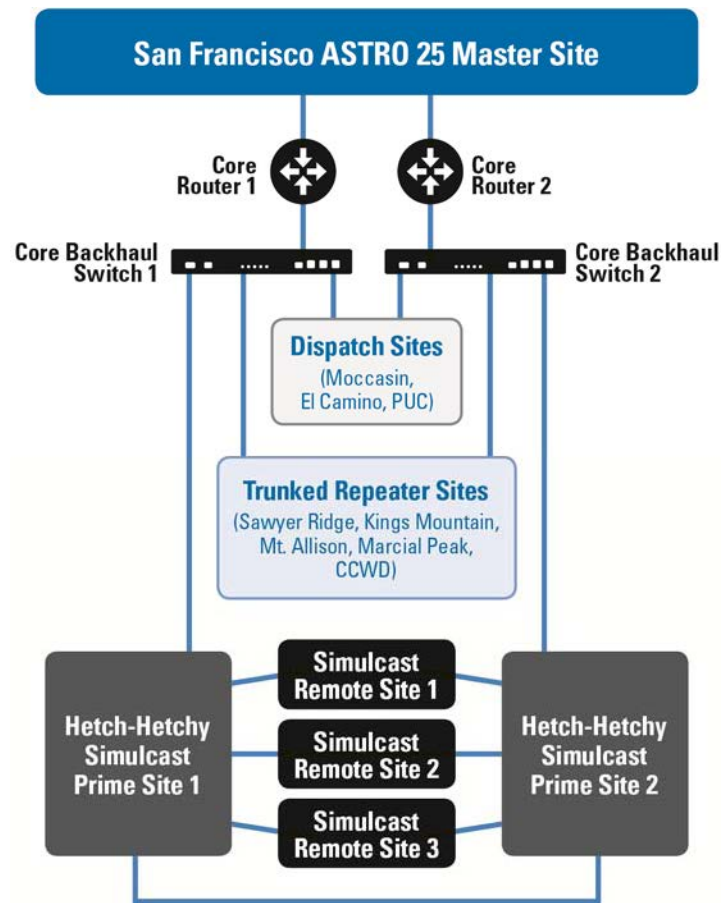 San Francisco ASTRO 25 Master Site
Core
Router 1
Core
Router 2
Core Backhaul
Switch 1
Core Backhaul
Switch 2
Dispatch Sites
(Moccasin,
El Camino, PUC)
Trunked Repeater Sites
(Sawyer Ridge, Kings Mountain,
Mt. Allison, Marcial Peak,
CCWD)
Hetch-Hetchy
Simulcast
Prime Site 1
Simulcast
Remote Site 1
Simulcast
Remote Site 2
Simulcast
Remote Site 3
Hetch-Hetchy
Simulcast
Prime Site 2